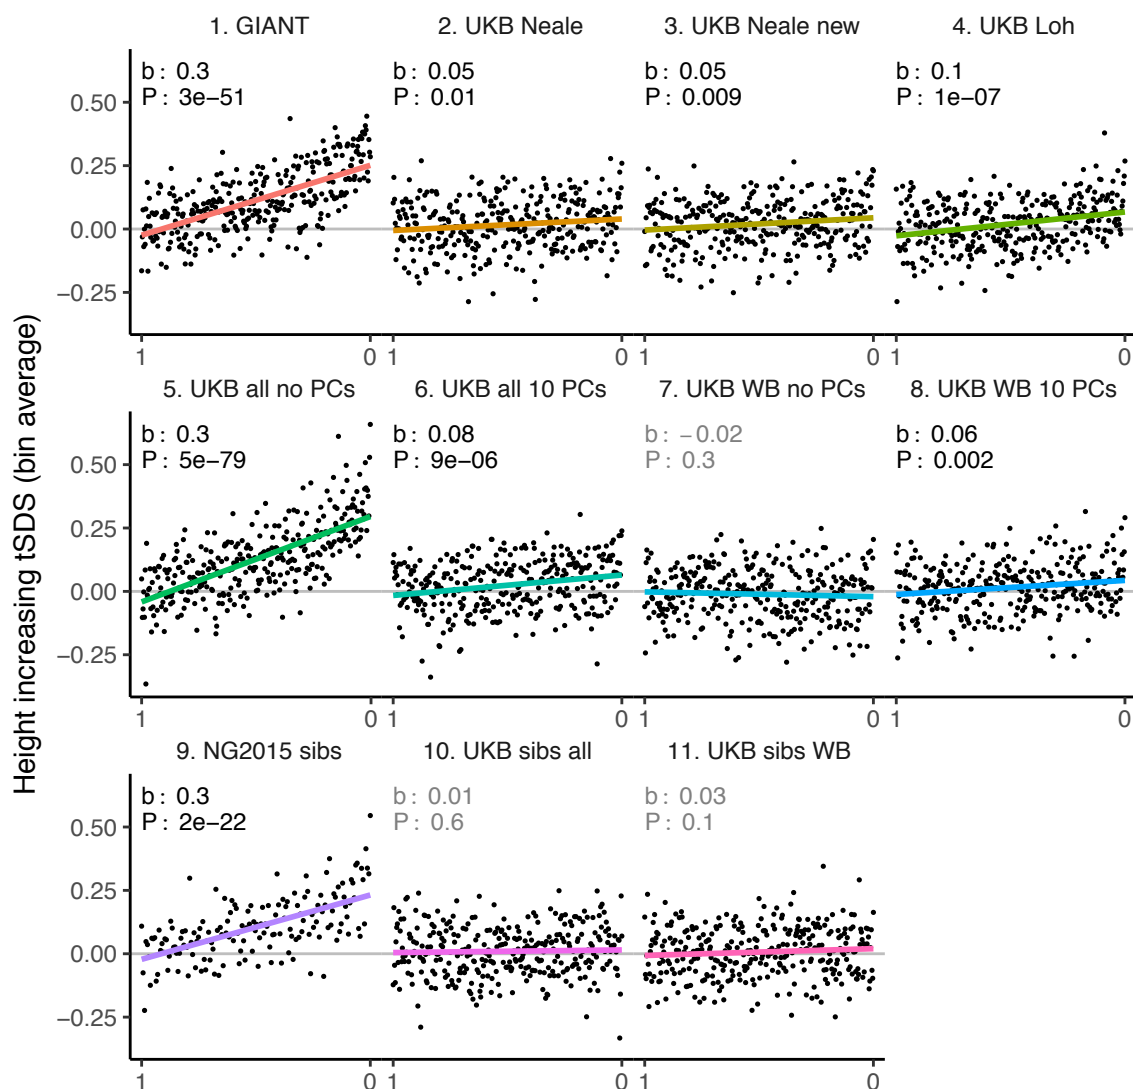 1. GIANT
2. UKB Neale
3. UKB Neale new
4. UKB Loh
b: 0.3
P: 3e−51
b: 0.05
P: 0.01
b: 0.05
P: 0.009
b: 0.1
P: 1e−07
0.50
0.25
0.00
−0.25
1 0 1 0 1 0 1 0
5. UKB all no PCs
6. UKB all 10 PCs
7. UKB WB no PCs
8. UKB WB 10 PCs
b: 0.3
P: 5e−79
b: 0.08
P: 9e−06
b: −0.02
P: 0.3
b: 0.06
P: 0.002
0.50
0.25
0.00
−0.25
1 0 1 0 1 0 1 0
9. NG2015 sibs
10. UKB sibs all
11. UKB sibs WB
b: 0.3
P: 2e−22
b: 0.01
P: 0.6
b: 0.03
P: 0.1
0.50
0.25
0.00
−0.25
1 0 1 0 1 0
Height increasing tSDS (bin average)